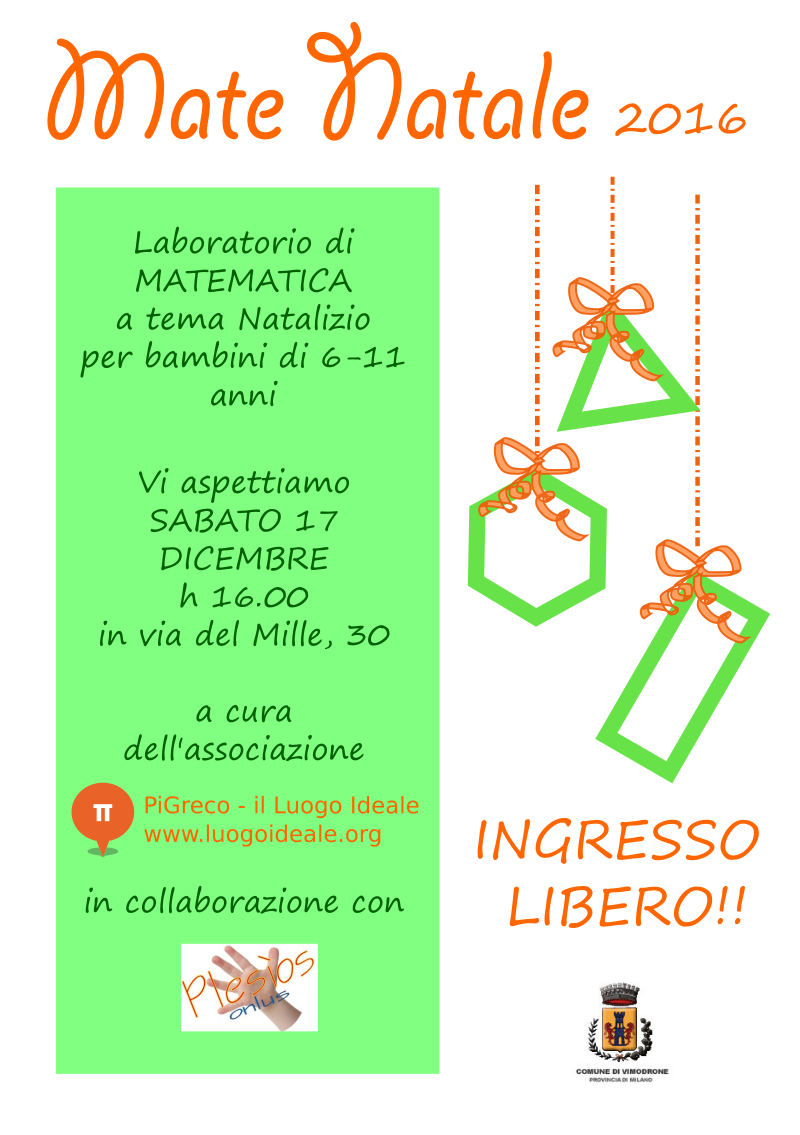 Mate Natale 2016
Laboratorio di
MATEMATICA
a tema Natalizio
per bambini di 6-11
anni
Vi aspettiamo
SABATO 17
DICEMBRE
h 16.00
in via del Mille, 30
a cura
dell'associazione
π
PiGreco - il Luogo Ideale
www.luogoideale.org
in collaborazione con
Plesìos
onlus
INGRESSO
LIBERO!!
COMUNE DI VIMODRONE
PROVINCIA DI MILANO